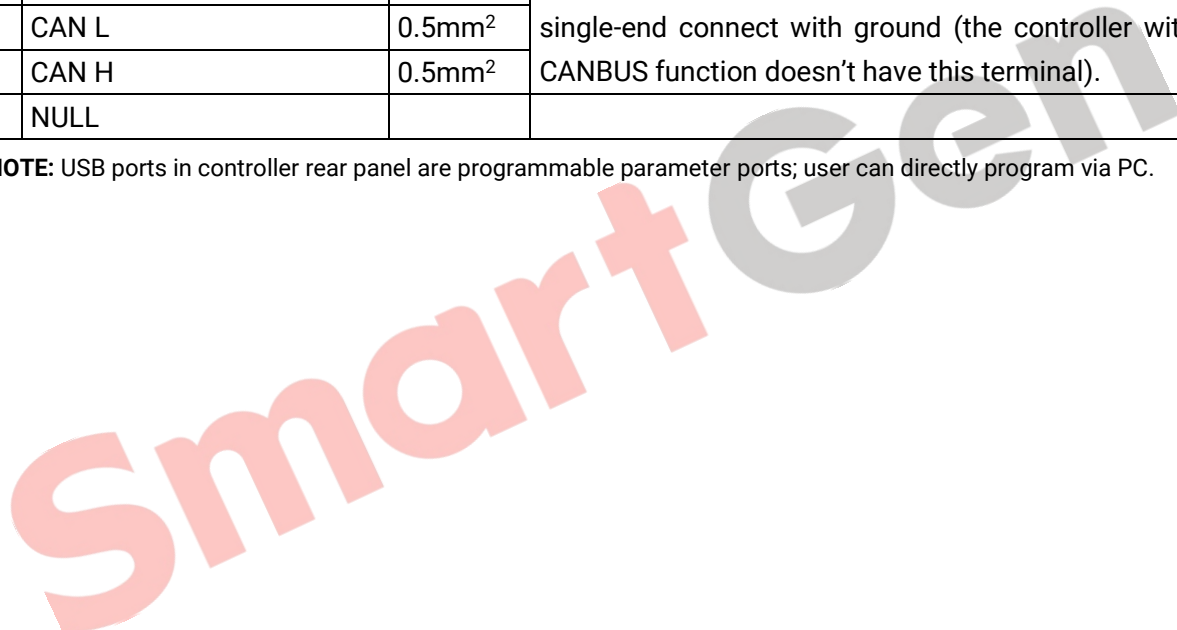 CAN L 0.5mm² single-end connect with ground (the controller wit
CAN H 0.5mm² CANBUS function doesn’t have this terminal).
NULL
OTE: USB ports in controller rear panel are programmable parameter ports; user can directly program via PC.
SmartGen